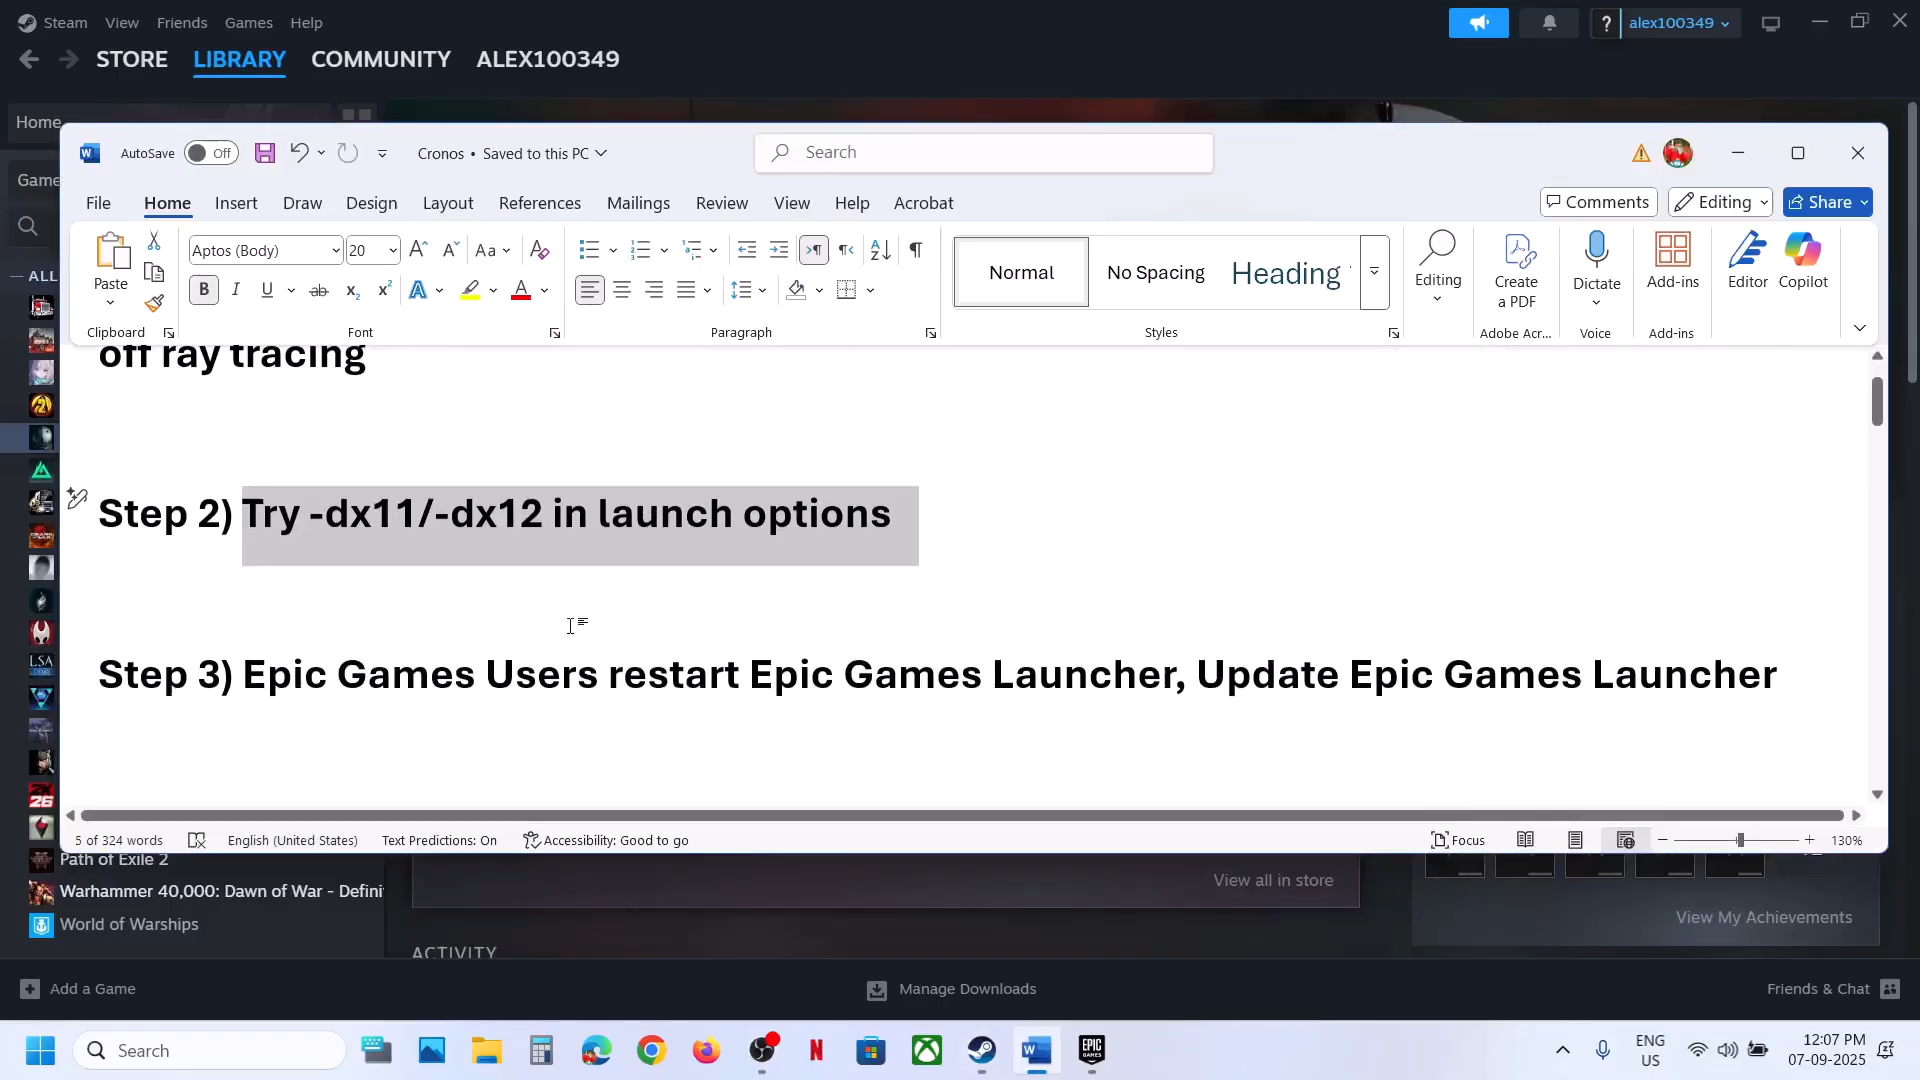 Steam View Friends Games Help
alex100349
STORE LIBRARY COMMUNITY ALEX100349
Home
AutoSave Off
Cronos • Saved to this PC
Search
Game
File Home Insert Draw Design Layout References Mailings Review View Help Acrobat
Comments Editing Share
Paste
Aptos (Body) 20
Normal
No Spacing
Heading
Editing
Create a PDF
Dictate
Add-ins
Editor Copilot
Clipboard Font Paragraph Styles Adobe Acr... Voice Add-ins
ALL
off ray tracing
Step 2) Try -dx11/-dx12 in launch options
Step 3) Epic Games Users restart Epic Games Launcher, Update Epic Games Launcher
5 of 324 words English (United States) Text Predictions: On Accessibility: Good to go Focus 130%
Path of Exile 2
Warhammer 40,000: Dawn of War - Defini
World of Warships
View all in store
View My Achievements
ACTIVITY
Add a Game
Manage Downloads
Friends & Chat
Search
ENG
US
12:07 PM
07-09-2025